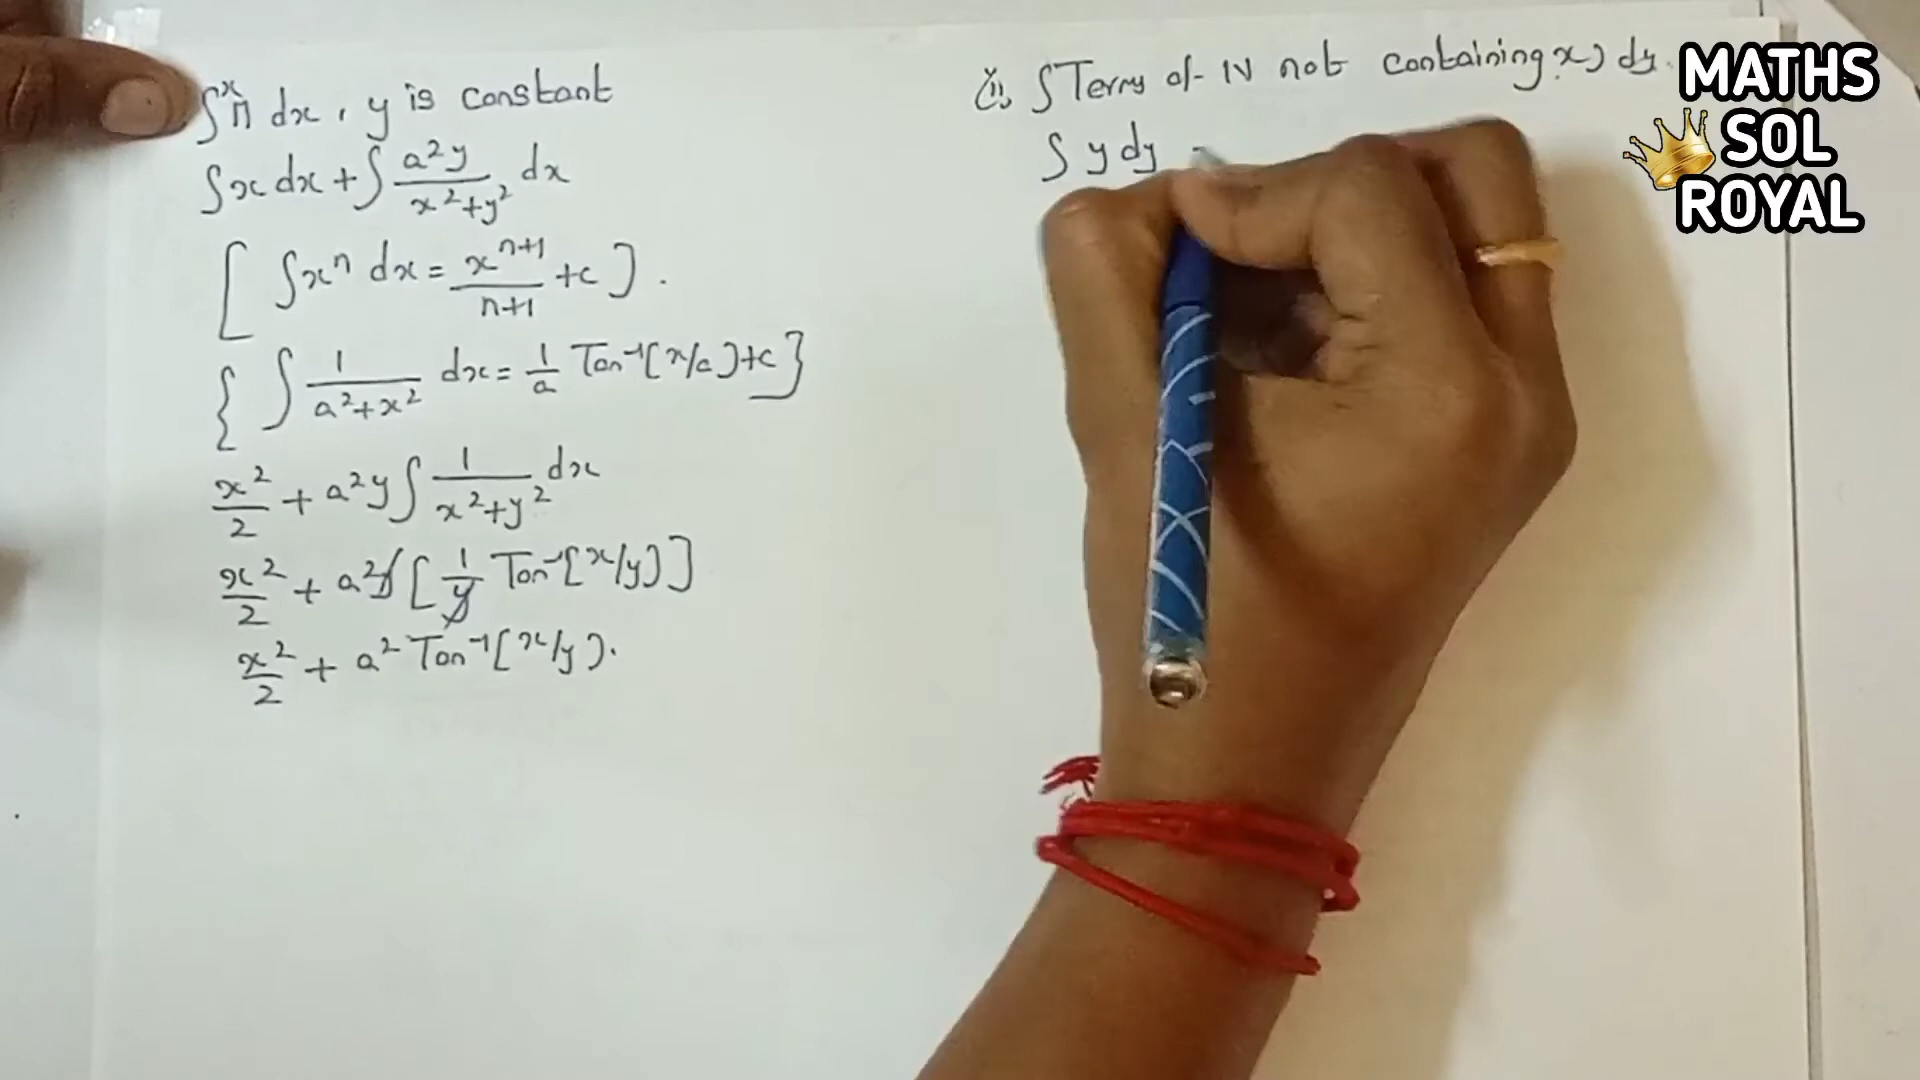 ∫ˣ M dx, y is constant
∫x dx + ∫ a²y / x²+y² dx
[ ∫xⁿ dx = xⁿ⁺¹ / n+1 + c ] .
{ ∫ 1 / a²+x² dx = 1/a Tan⁻¹[x/a]+c }
x²/2 + a²y ∫ 1 / x²+y² dx
x²/2 + a²y [ 1/y Tan⁻¹[x/y) ]
x²/2 + a² Tan⁻¹[x/y).
ii, ∫Terms of N not containing x) dy.
∫ y dy =
MATHS
SOL
ROYAL